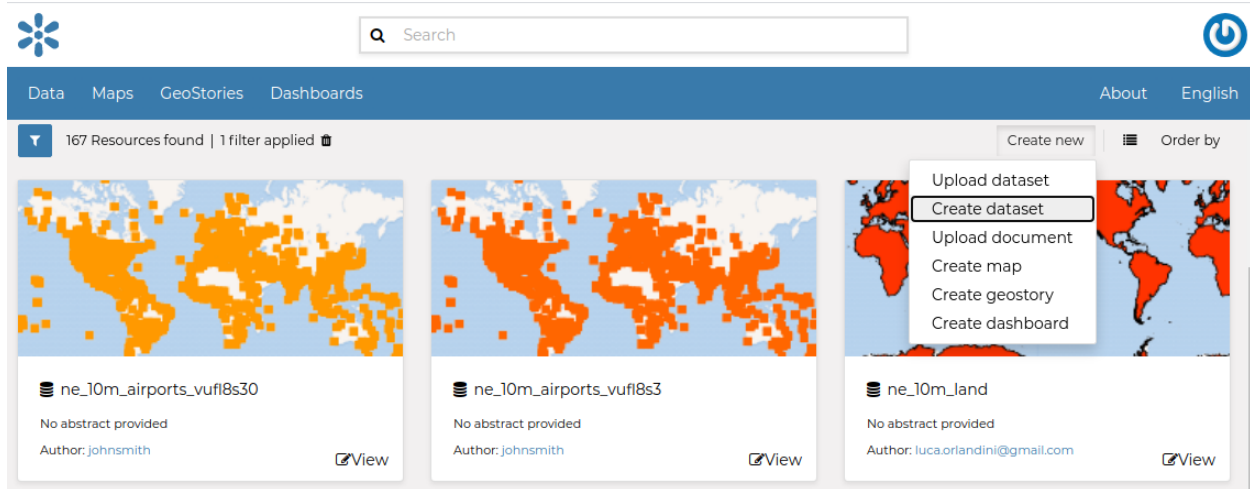 Search
Data Maps GeoStories Dashboards About English
167 Resources found | 1 filter applied Create new Order by
Upload dataset
Create dataset
Upload document
Create map
Create geostory
Create dashboard
ne_10m_airports_vufl8s30 ne_10m_airports_vufl8s3 ne_10m_land
No abstract provided No abstract provided No abstract provided
Author: johnsmith Author: johnsmith Author: luca.orlandini@gmail.com
View View View